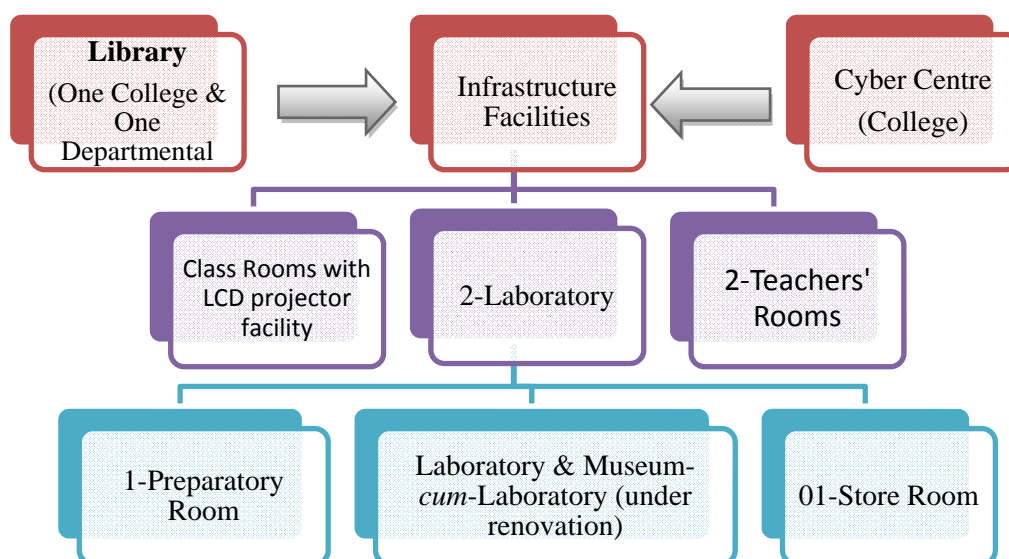 Library
(One College &
One
Departmental
Infrastructure
Facilities
Cyber Centre
(College)
Class Rooms with
LCD projector
facility
2-Laboratory
2-Teachers'
Rooms
1-Preparatory
Room
Laboratory & Museum-
cum-Laboratory (under
renovation)
01-Store Room